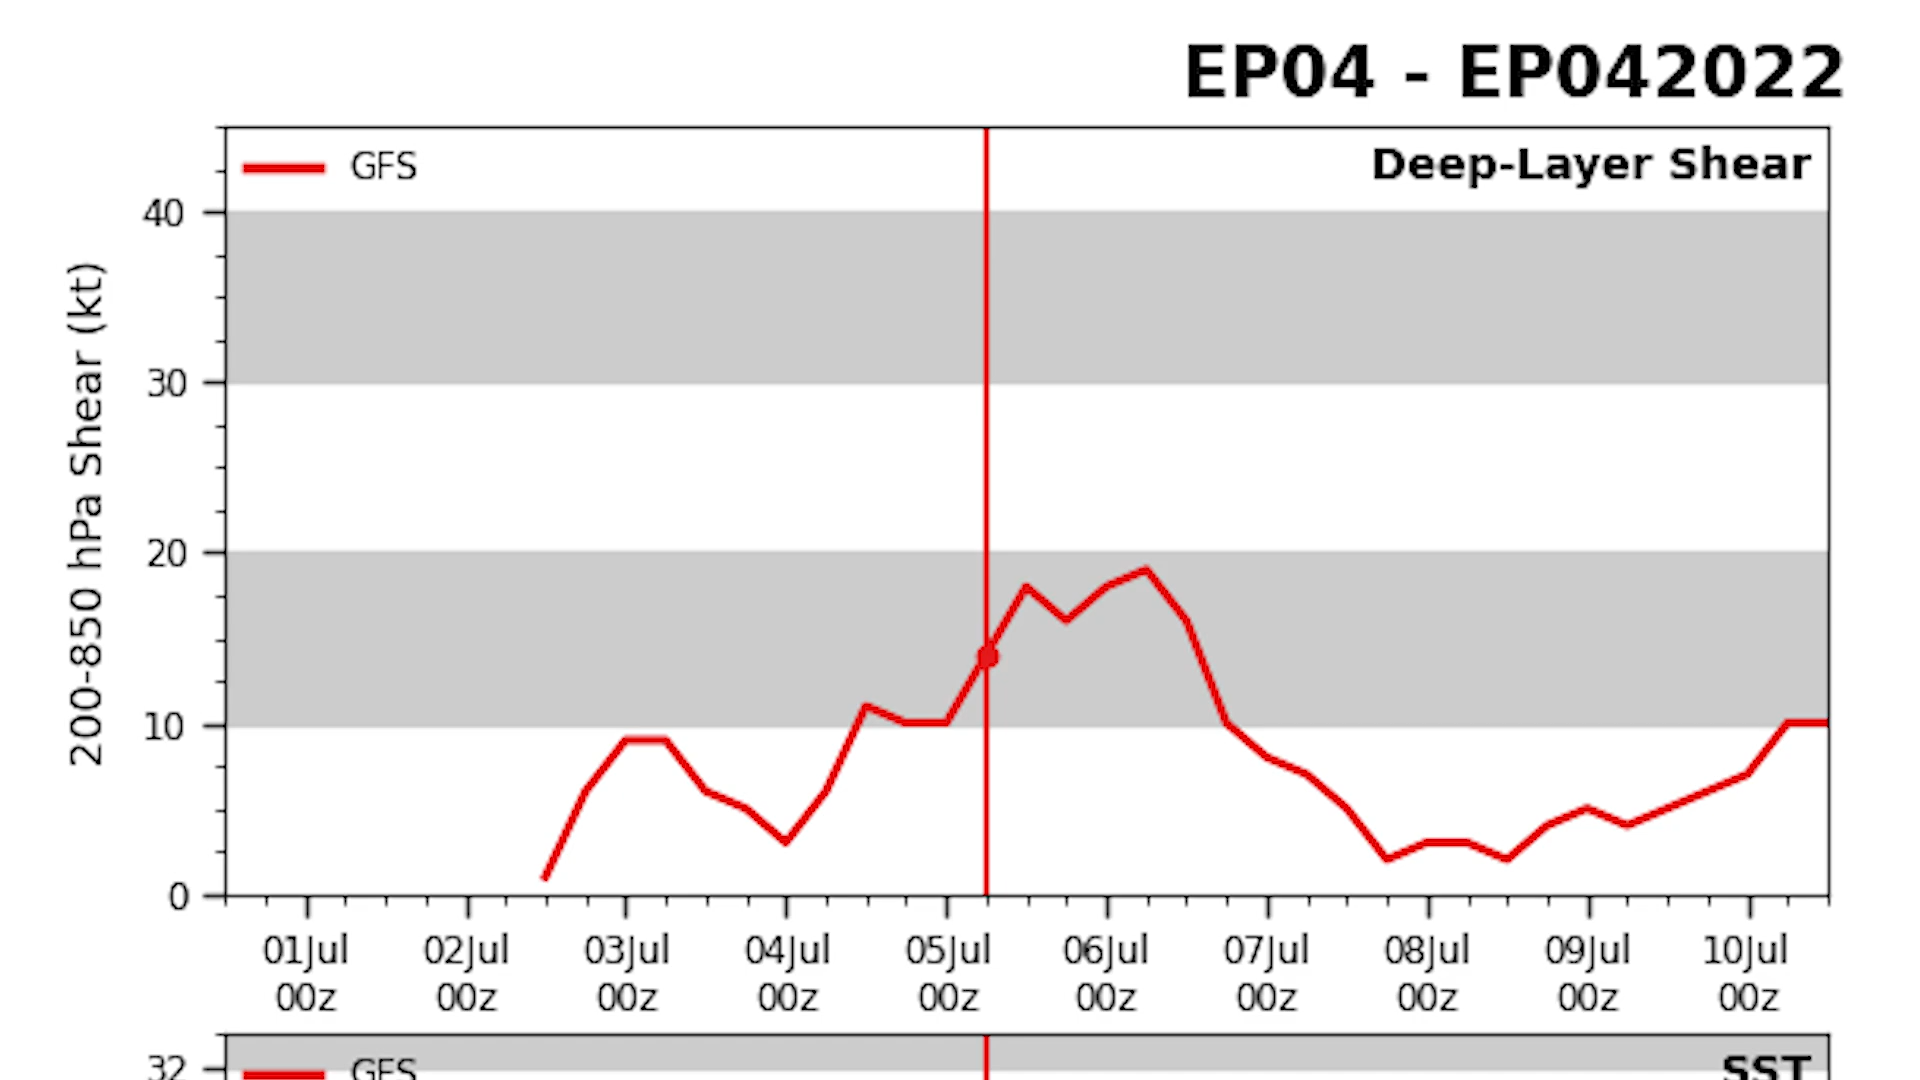 EP04 - EP042022
GFS
Deep-Layer Shear
200-850 hPa Shear (kt)
40
30
20
10
0
01Jul 02Jul 03Jul 04Jul 05Jul 06Jul 07Jul 08Jul 09Jul 10Jul
00z 00z 00z 00z 00z 00z 00z 00z 00z 00z
32
GFS
SST